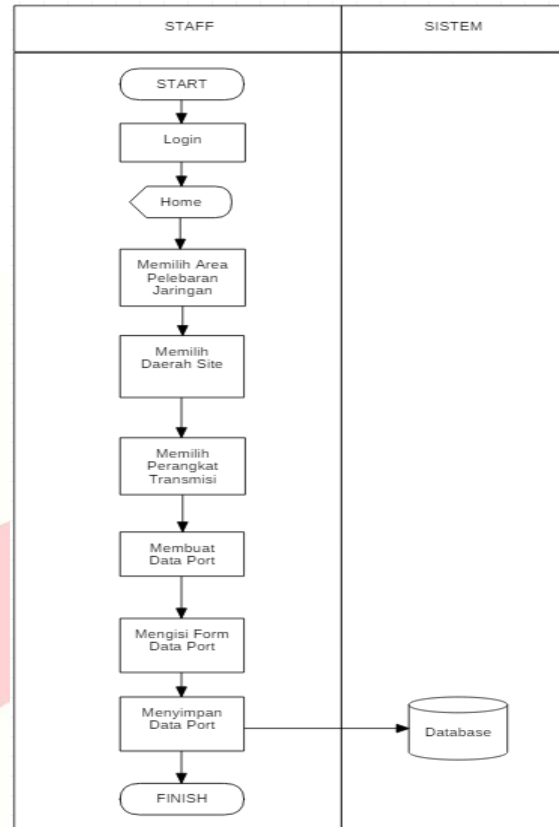 STAFF
SISTEM
START
Login
Home
Memilih Area
Pelebaran
Jaringan
Memilih
Daerah Site
Memilih
Perangkat
Transmisi
Membuat
Data Port
Mengisi Form
Data Port
Menyimpan
Data Port
Database
FINISH